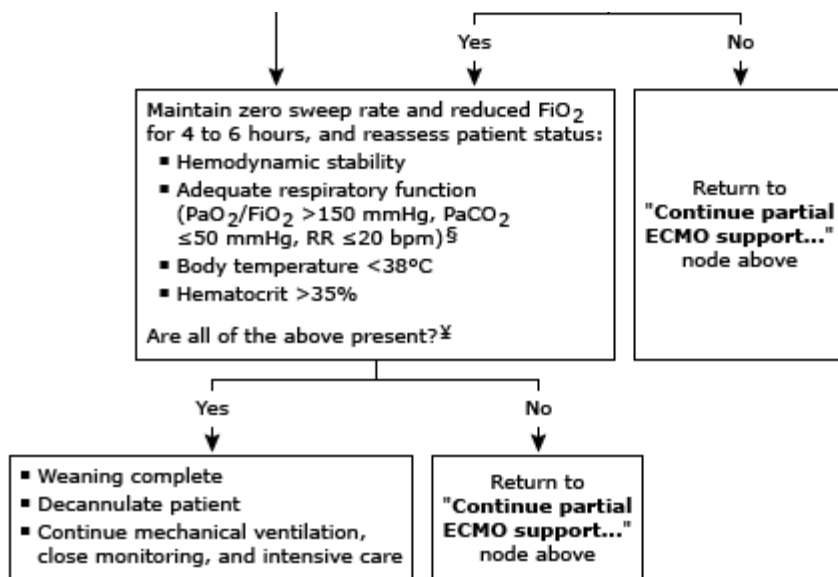 Yes
No
Maintain zero sweep rate and reduced FiO₂
for 4 to 6 hours, and reassess patient status:
▪ Hemodynamic stability
▪ Adequate respiratory function
(PaO₂/FiO₂ >150 mmHg, PaCO₂
≤50 mmHg, RR ≤20 bpm)§
▪ Body temperature <38ºC
▪ Hematocrit >35%
Are all of the above present?¥
Return to
"Continue partial
ECMO support..."
node above
Yes
No
▪ Weaning complete
▪ Decannulate patient
▪ Continue mechanical ventilation,
close monitoring, and intensive care
Return to
"Continue partial
ECMO support..."
node above